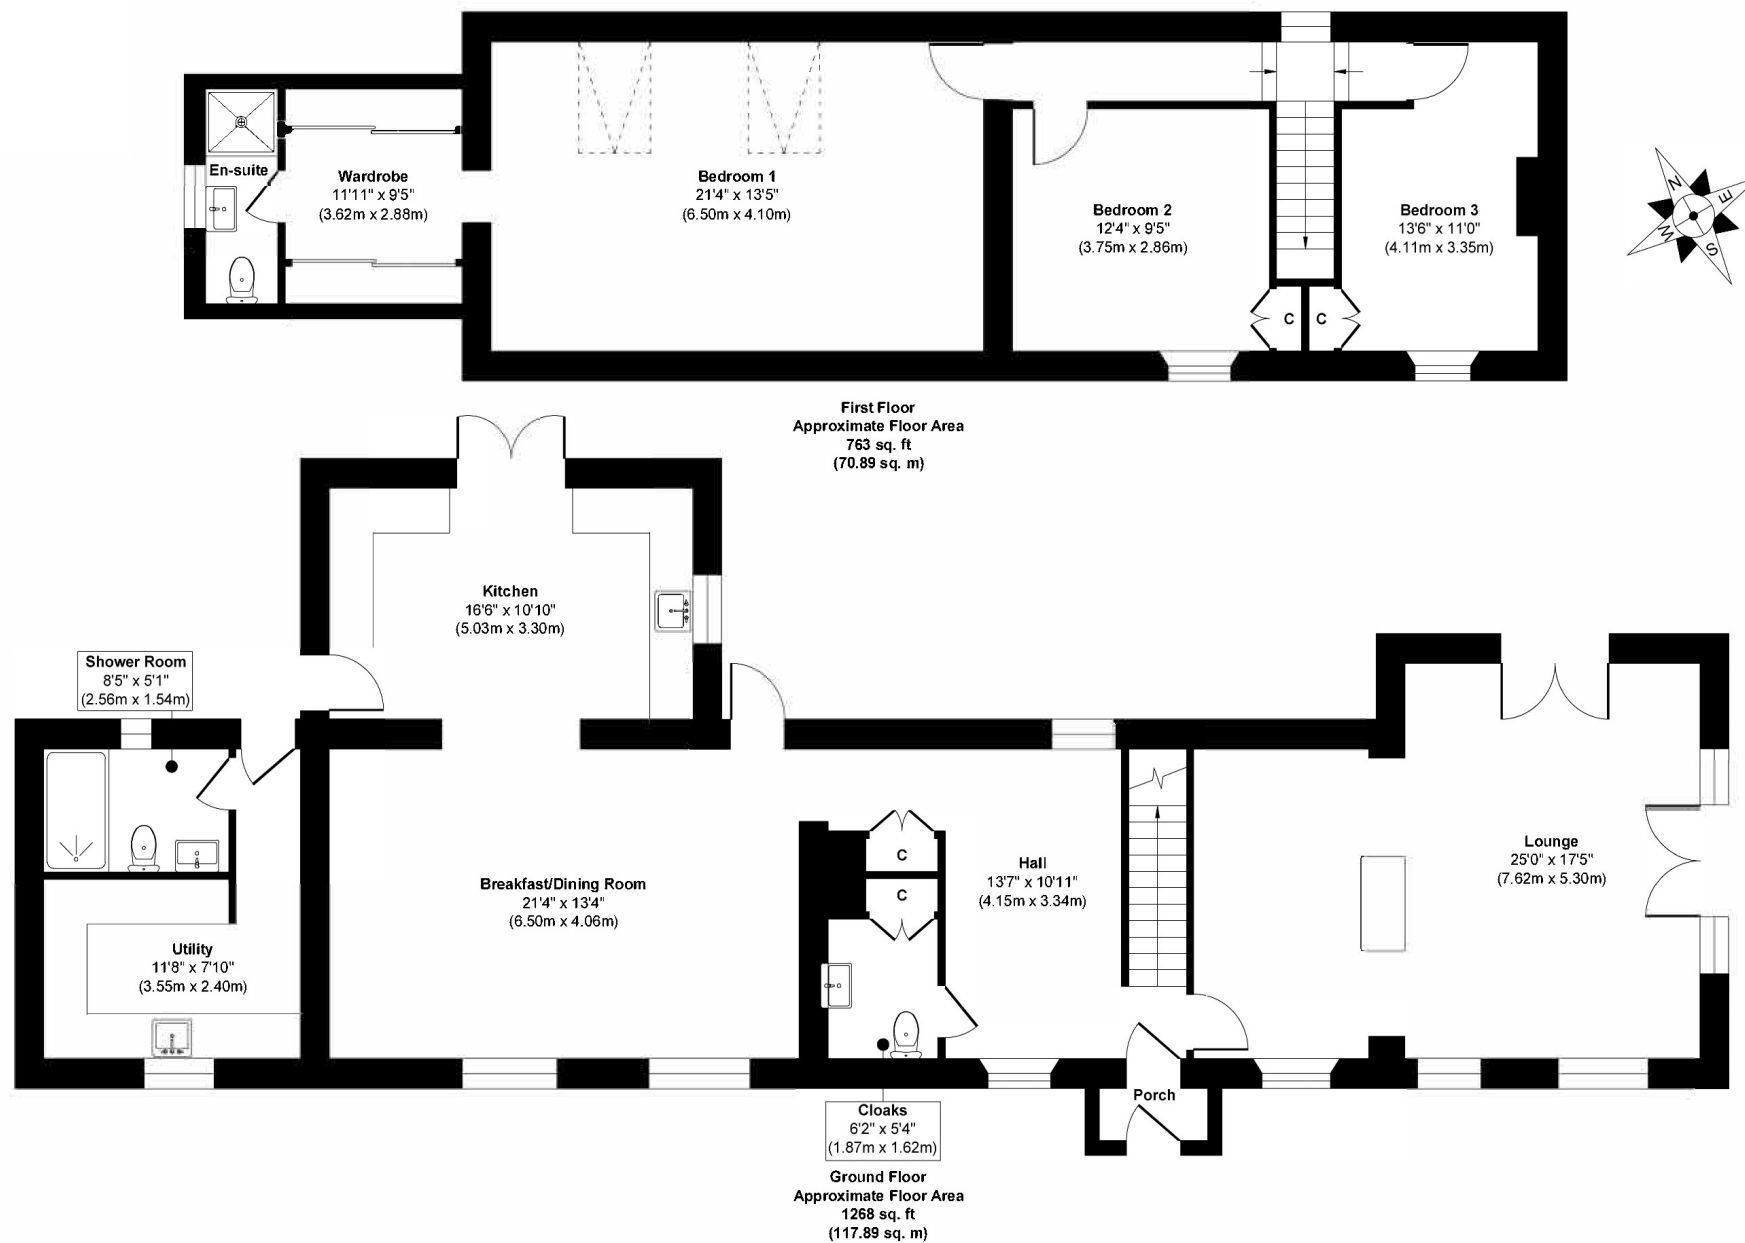 En-suite
Wardrobe
11'11" x 9'5"
(3.62m x 2.88m)
Bedroom 1
21'4" x 13'5"
(6.50m x 4.10m)
Bedroom 2
12'4" x 9'5"
(3.75m x 2.86m)
Bedroom 3
13'6" x 11'0"
(4.11m x 3.35m)
N
E
S
W
C
C
First Floor
Approximate Floor Area
763 sq. ft
(70.89 sq. m)
Kitchen
16'6" x 10'10"
(5.03m x 3.30m)
Shower Room
8'5" x 5'1"
(2.56m x 1.54m)
Breakfast/Dining Room
21'4" x 13'4"
(6.50m x 4.06m)
C
C
Hall
13'7" x 10'11"
(4.15m x 3.34m)
Lounge
25'0" x 17'5"
(7.62m x 5.30m)
Utility
11'8" x 7'10"
(3.55m x 2.40m)
Porch
Cloaks
6'2" x 5'4"
(1.87m x 1.62m)
Ground Floor
Approximate Floor Area
1268 sq. ft
(117.89 sq. m)